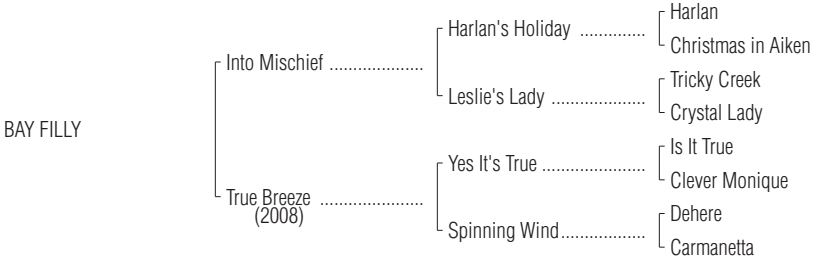 Harlan
Harlan's Holiday ..............
Christmas in Aiken
Into Mischief ....................
Tricky Creek
Leslie's Lady ....................
Crystal Lady
BAY FILLY
Is It True
Yes It's True ......................
Clever Monique
True Breeze ......................
(2008)
Dehere
Spinning Wind..................
Carmanetta